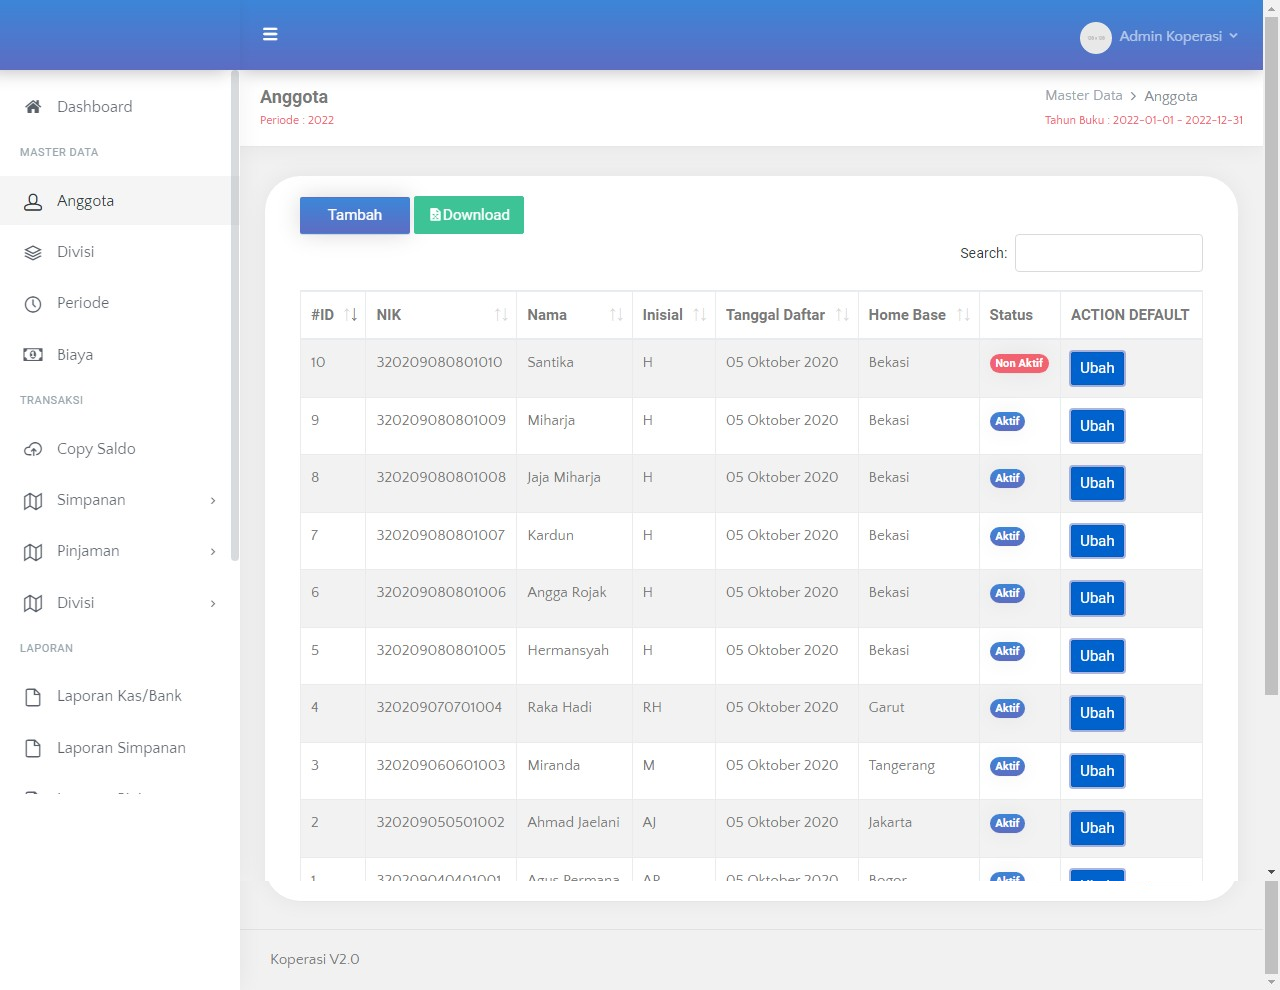 Admin Koperasi
Dashboard
MASTER DATA
Anggota
Divisi
Periode
Biaya
TRANSAKSI
Copy Saldo
Simpanan
Pinjaman
Divisi
LAPORAN
Laporan Kas/Bank
Laporan Simpanan
Anggota
Periode : 2022
Master Data > Anggota
Tahun Buku : 2022-01-01 - 2022-12-31
Tambah Download
Search:
#ID NIK Nama Inisial Tanggal Daftar Home Base Status ACTION DEFAULT
10 320209080801010 Santika H 05 Oktober 2020 Bekasi Non Aktif Ubah
9 320209080801009 Miharja H 05 Oktober 2020 Bekasi Aktif Ubah
8 320209080801008 Jaja Miharja H 05 Oktober 2020 Bekasi Aktif Ubah
7 320209080801007 Kardun H 05 Oktober 2020 Bekasi Aktif Ubah
6 320209080801006 Angga Rojak H 05 Oktober 2020 Bekasi Aktif Ubah
5 320209080801005 Hermansyah H 05 Oktober 2020 Bekasi Aktif Ubah
4 320209070701004 Raka Hadi RH 05 Oktober 2020 Garut Aktif Ubah
3 320209060601003 Miranda M 05 Oktober 2020 Tangerang Aktif Ubah
2 320209050501002 Ahmad Jaelani AJ 05 Oktober 2020 Jakarta Aktif Ubah
1 320209040401001 Agus Permana AP 05 Oktober 2020 Bogor Aktif
Koperasi V2.0